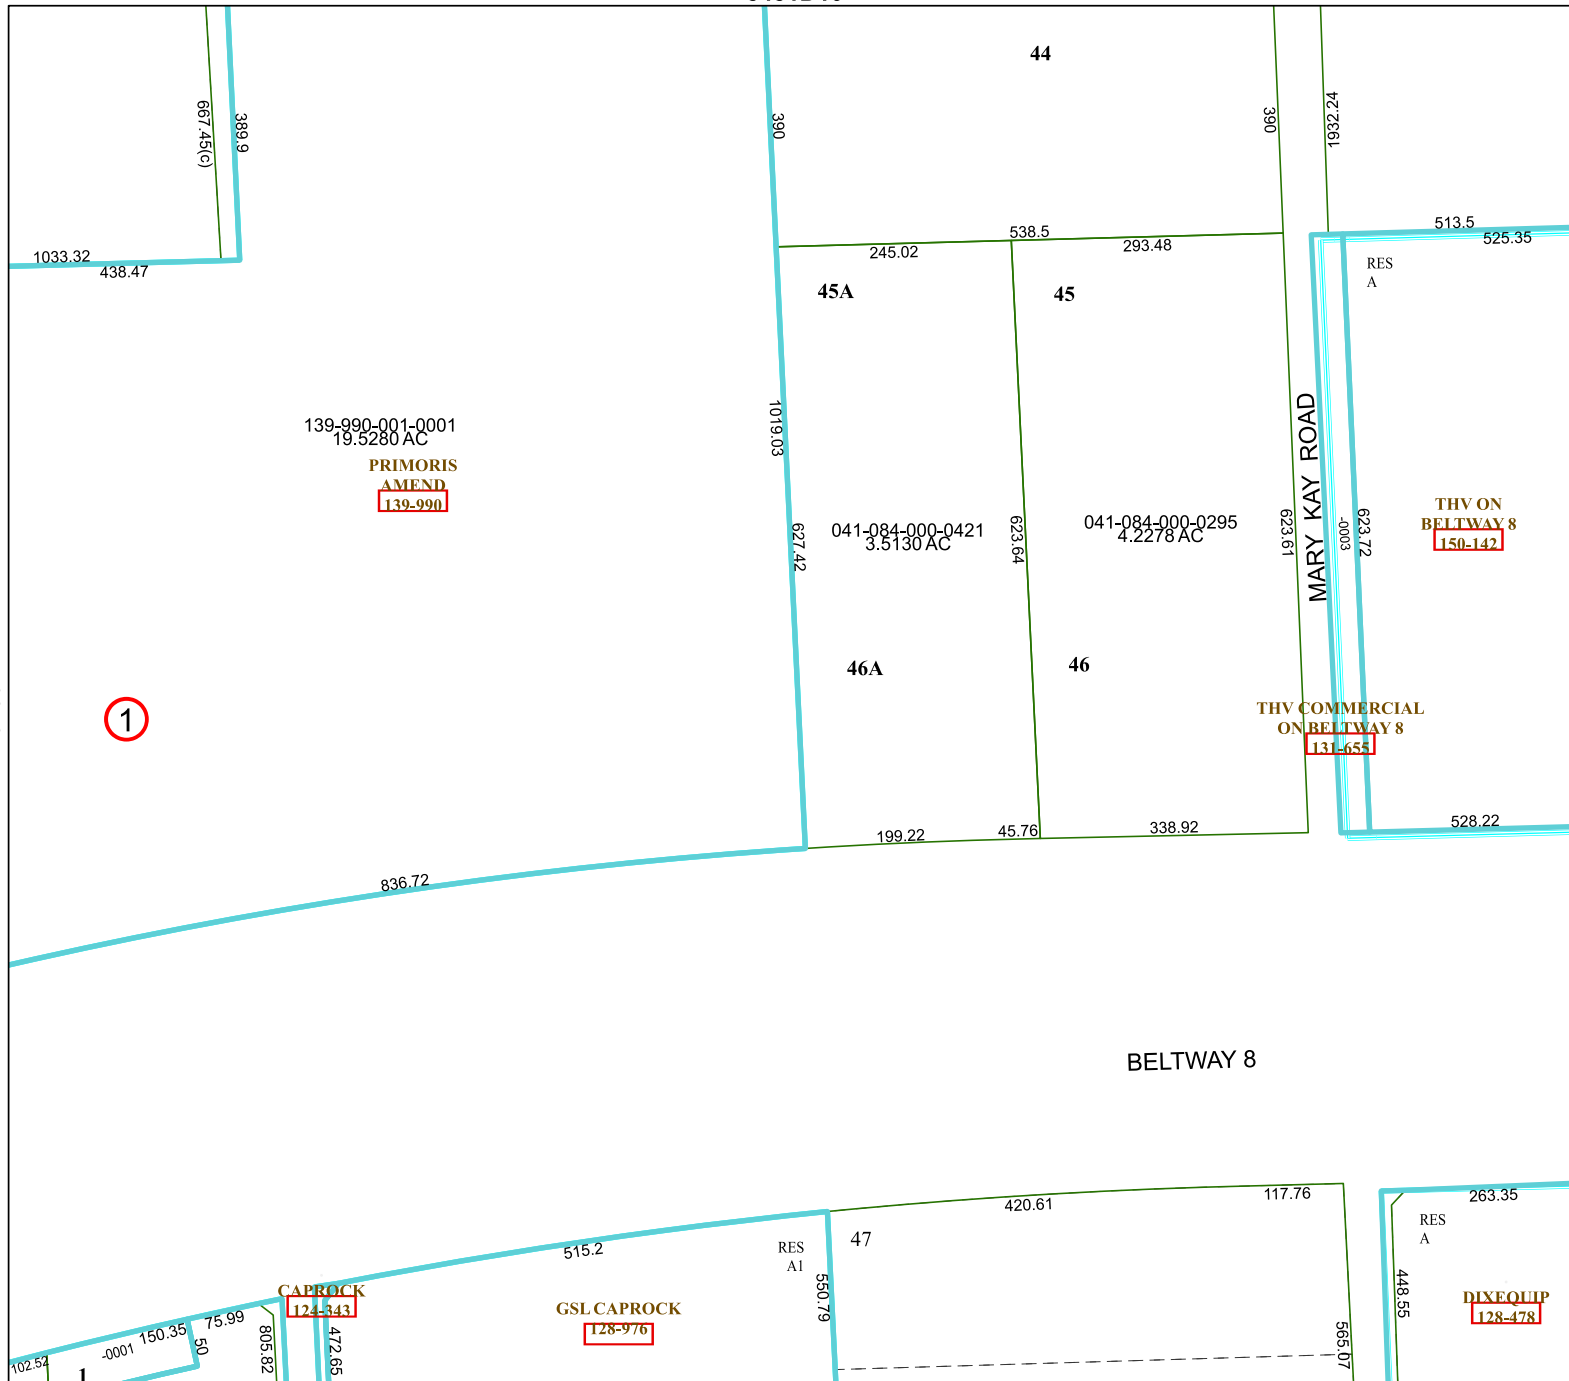 44
667.45(c)
389.9
390
390
1932.24
1033.32
438.47
538.5
245.02
293.48
513.5
525.35
RES
A
45A
45
139-990-001-0001
19.5280 AC
PRIMORIS
AMEND
139-990
1019.03
627.42
041-084-000-0421
3.5130 AC
623.64
041-084-000-0295
4.2278 AC
623.61
MARY KAY ROAD
-0003
623.72
THV ON
BELTWAY 8
150-142
46A
46
1
THV COMMERCIAL
ON BELTWAY 8
131-655
199.22
45.76
338.92
528.22
836.72
BELTWAY 8
420.61
117.76
263.35
RES
A
515.2
RES
A1
47
550.79
565.07
448.55
CAPROCK
124-343
GSL CAPROCK
128-976
DIXEQUIP
128-478
102.52
-0001
150.35
75.99
50
805.82
472.65
1